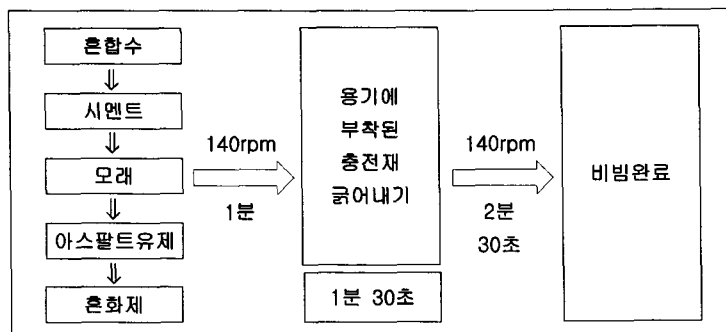 혼합수
⇓
시멘트
⇓
모래
⇓
아스팔트유제
⇓
혼화제
140rpm
1분
용기에
부착된
충전재
긁어내기
1분 30초
140rpm
2분
30초
비빔완료